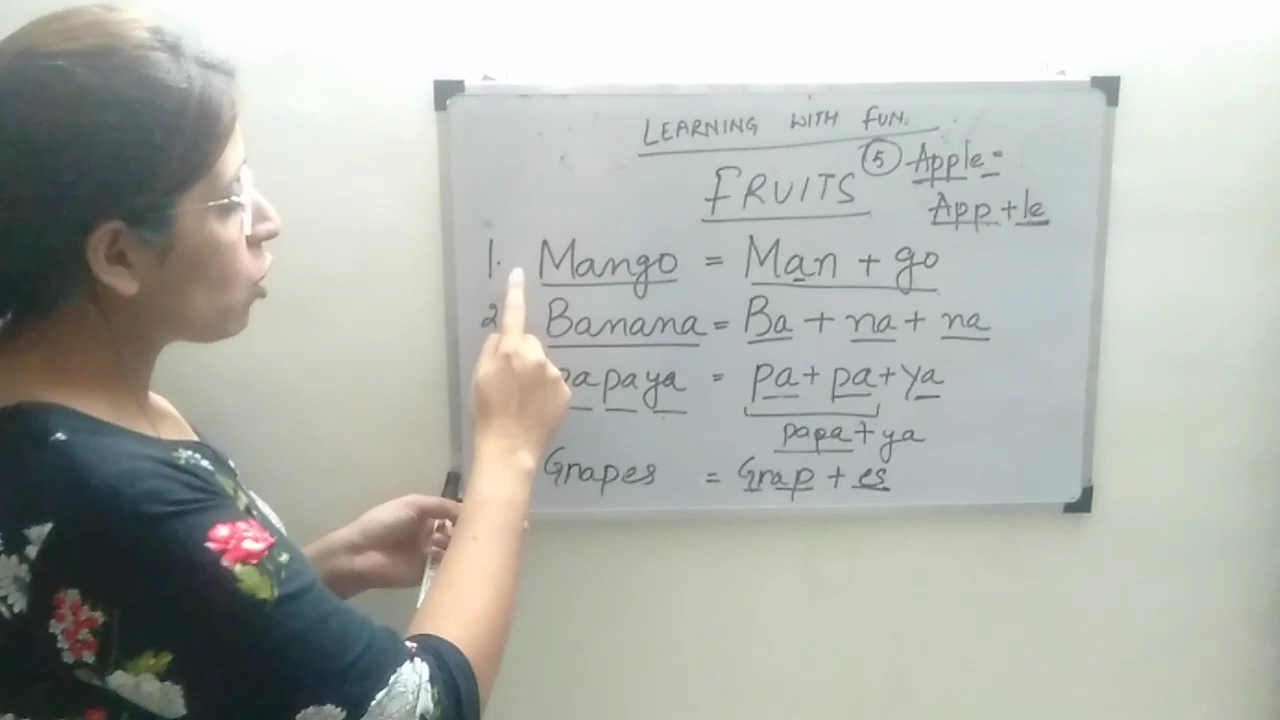 LEARNING WITH FUN.
FRUITS
⑤ Apple =
App + le
1. Mango = Man + go
2 Banana = Ba + na + na
papaya = pa + pa + ya
papa + ya
Grapes = Grap + es